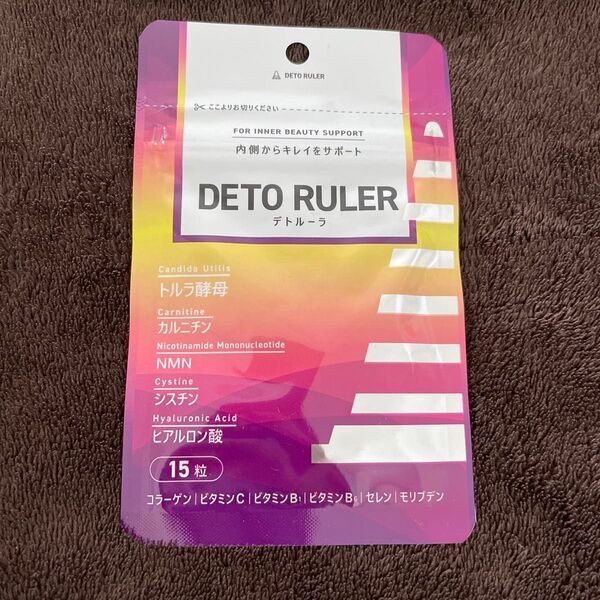 DETO RULER
ここよりお切りください
FOR INNER BEAUTY SUPPORT
内側からキレイをサポート
DETO RULER
デトルーラ
Candida Utilis
トルラ酵母
Carnitine
カルニチン
Nicotinamide Mononucleotide
NMN
Cystine
シスチン
Hyaluronic Acid
ヒアルロン酸
15粒
コラーゲン|ビタミンC|ビタミンB1|ビタミンB6|セレン|モリブデン